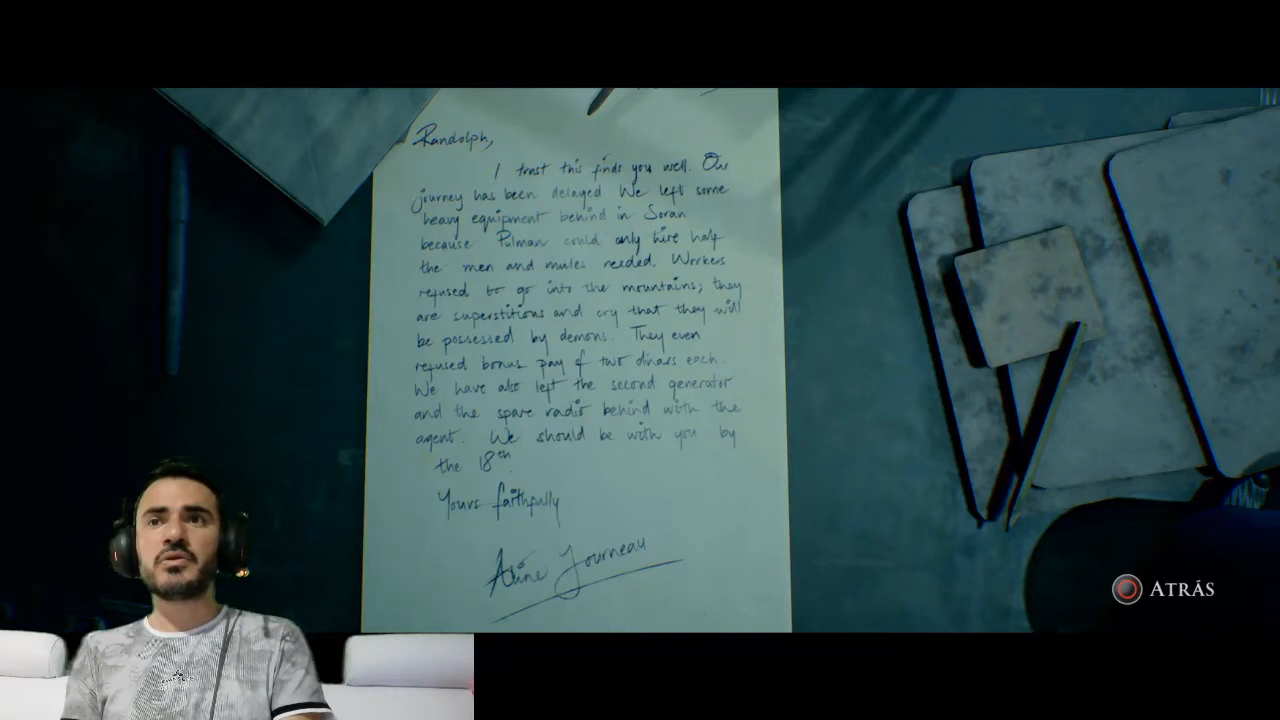 Randolph,
I trust this finds you well. Our
journey has been delayed We left some
heavy equipment behind in Soran
because Pulman could only hire half
the men and mules needed. Workers
refused to go into the mountains; they
are superstitious and cry that they will
be possessed by demons. They even
refused bonus pay of two dinars each.
We have also left the second generator
and the spare radio behind with the
agent. We should be with you by
the 18th.
Yours faithfully
Aline Journeau
ATRÁS